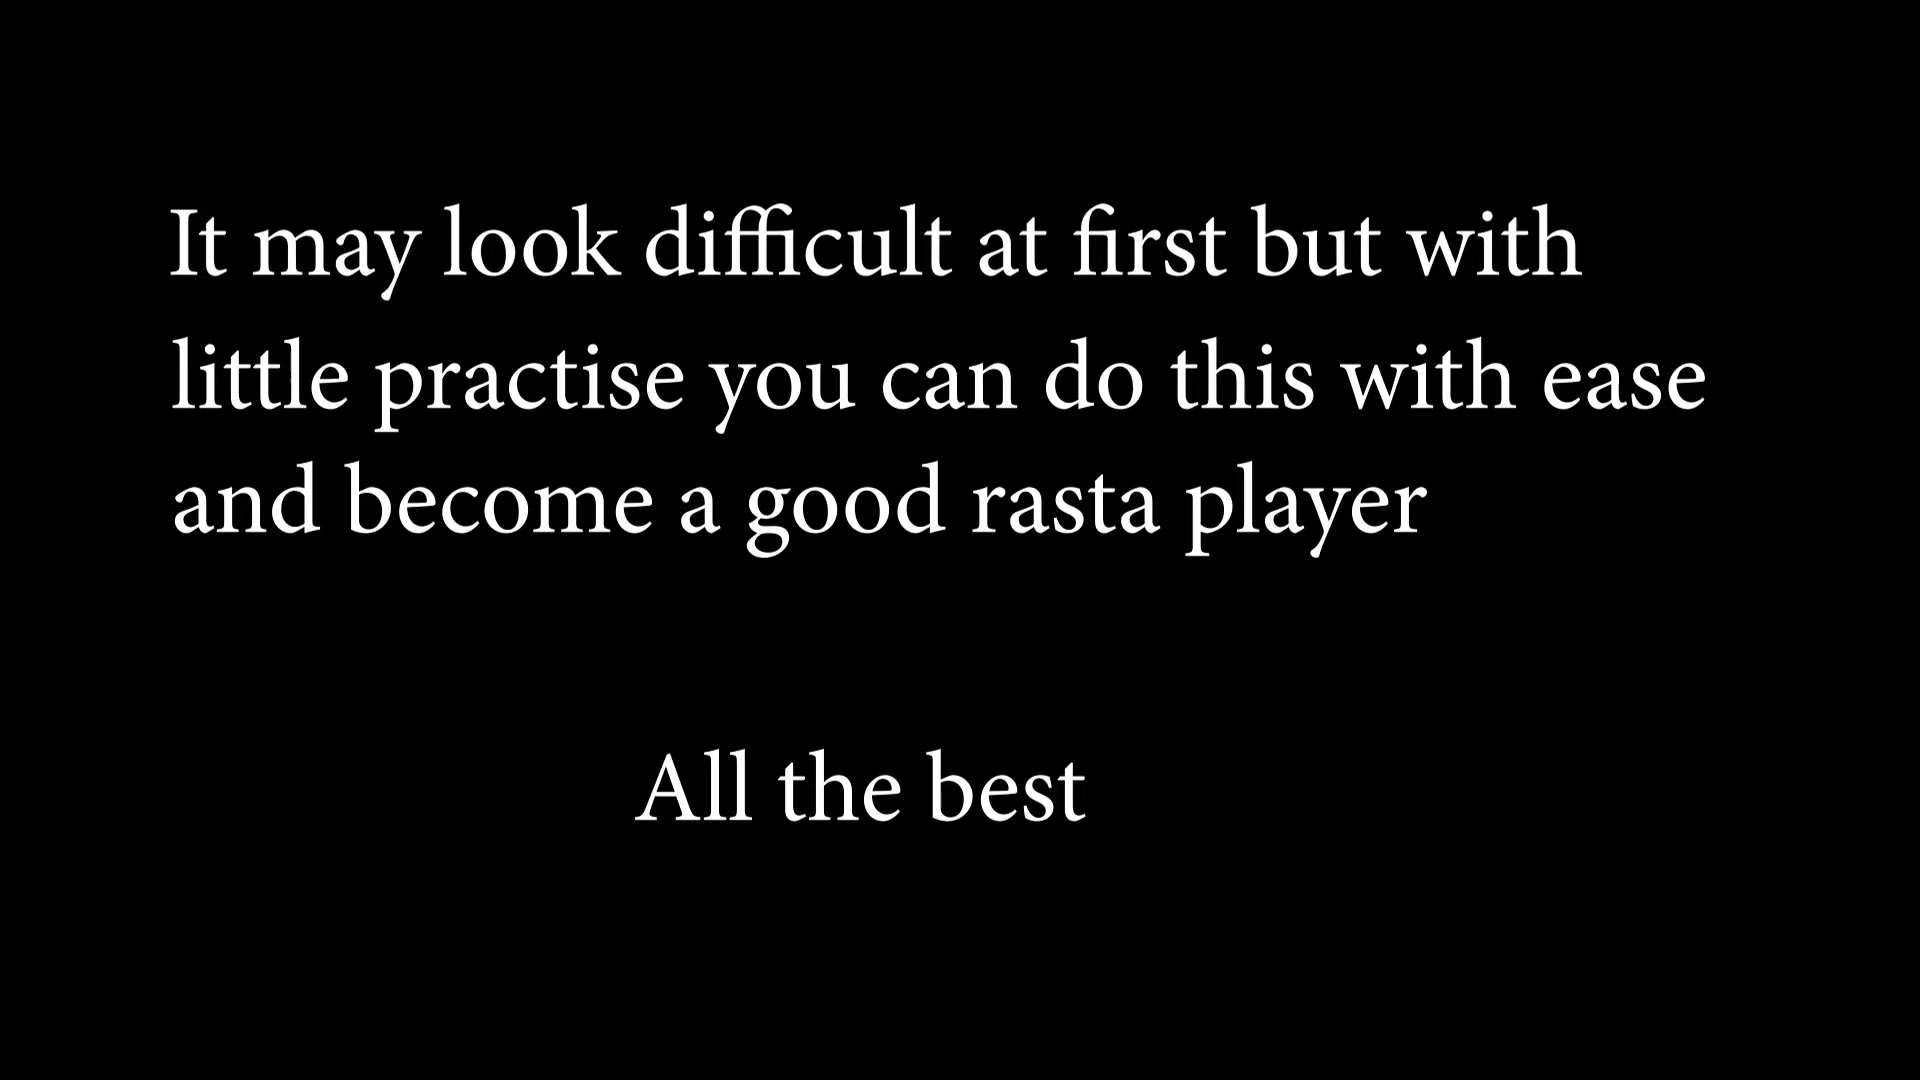 It may look difficult at first but with
little practise you can do this with ease
and become a good rasta player
All the best